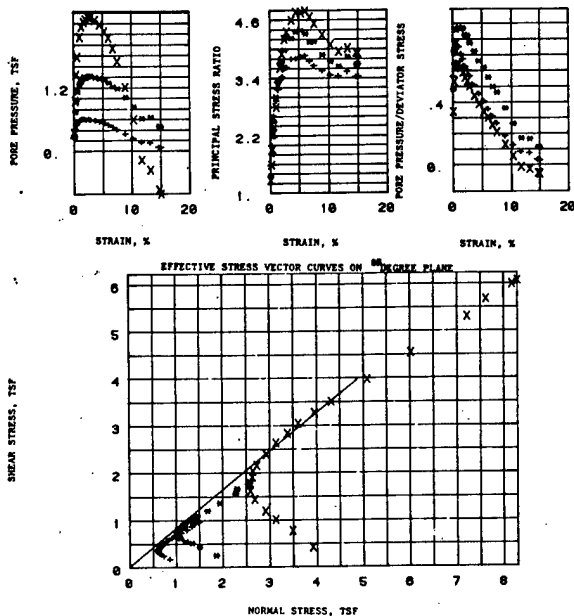 PORE PRESSURE, TSF
1.2
0.
0 10 20
STRAIN, %
PRINCIPAL STRESS RATIO
4.6
3.4
2.2
1.
0 10 20
STRAIN, %
PORE PRESSURE/DEVIATOR STRESS
.4
0.
0 10 20
STRAIN, %
EFFECTIVE STRESS VECTOR CURVES ON DEGREE PLANE
SHEAR STRESS, TSF
6
5
4
3
2
1
0
0 1 2 3 4 5 6 7 8
NORMAL STRESS, TSF